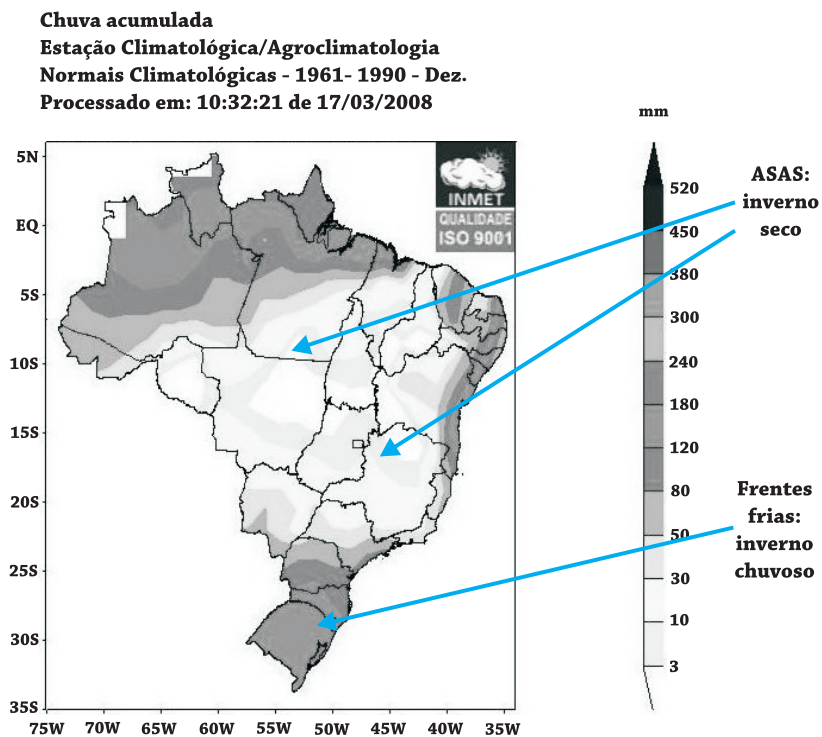 Chuva acumulada
Estação Climatológica/Agroclimatologia
Normais Climatológicas - 1961- 1990 - Dez.
Processado em: 10:32:21 de 17/03/2008
mm
INMET
QUALIDADE
ISO 9001
5N
EQ
5S
10S
15S
20S
25S
30S
35S
75W 70W 65W 60W 55W 50W 45W 40W 35W
520
450
380
300
240
180
120
80
50
30
10
3
ASAS:
inverno
seco
Frentes
frias:
inverno
chuvoso